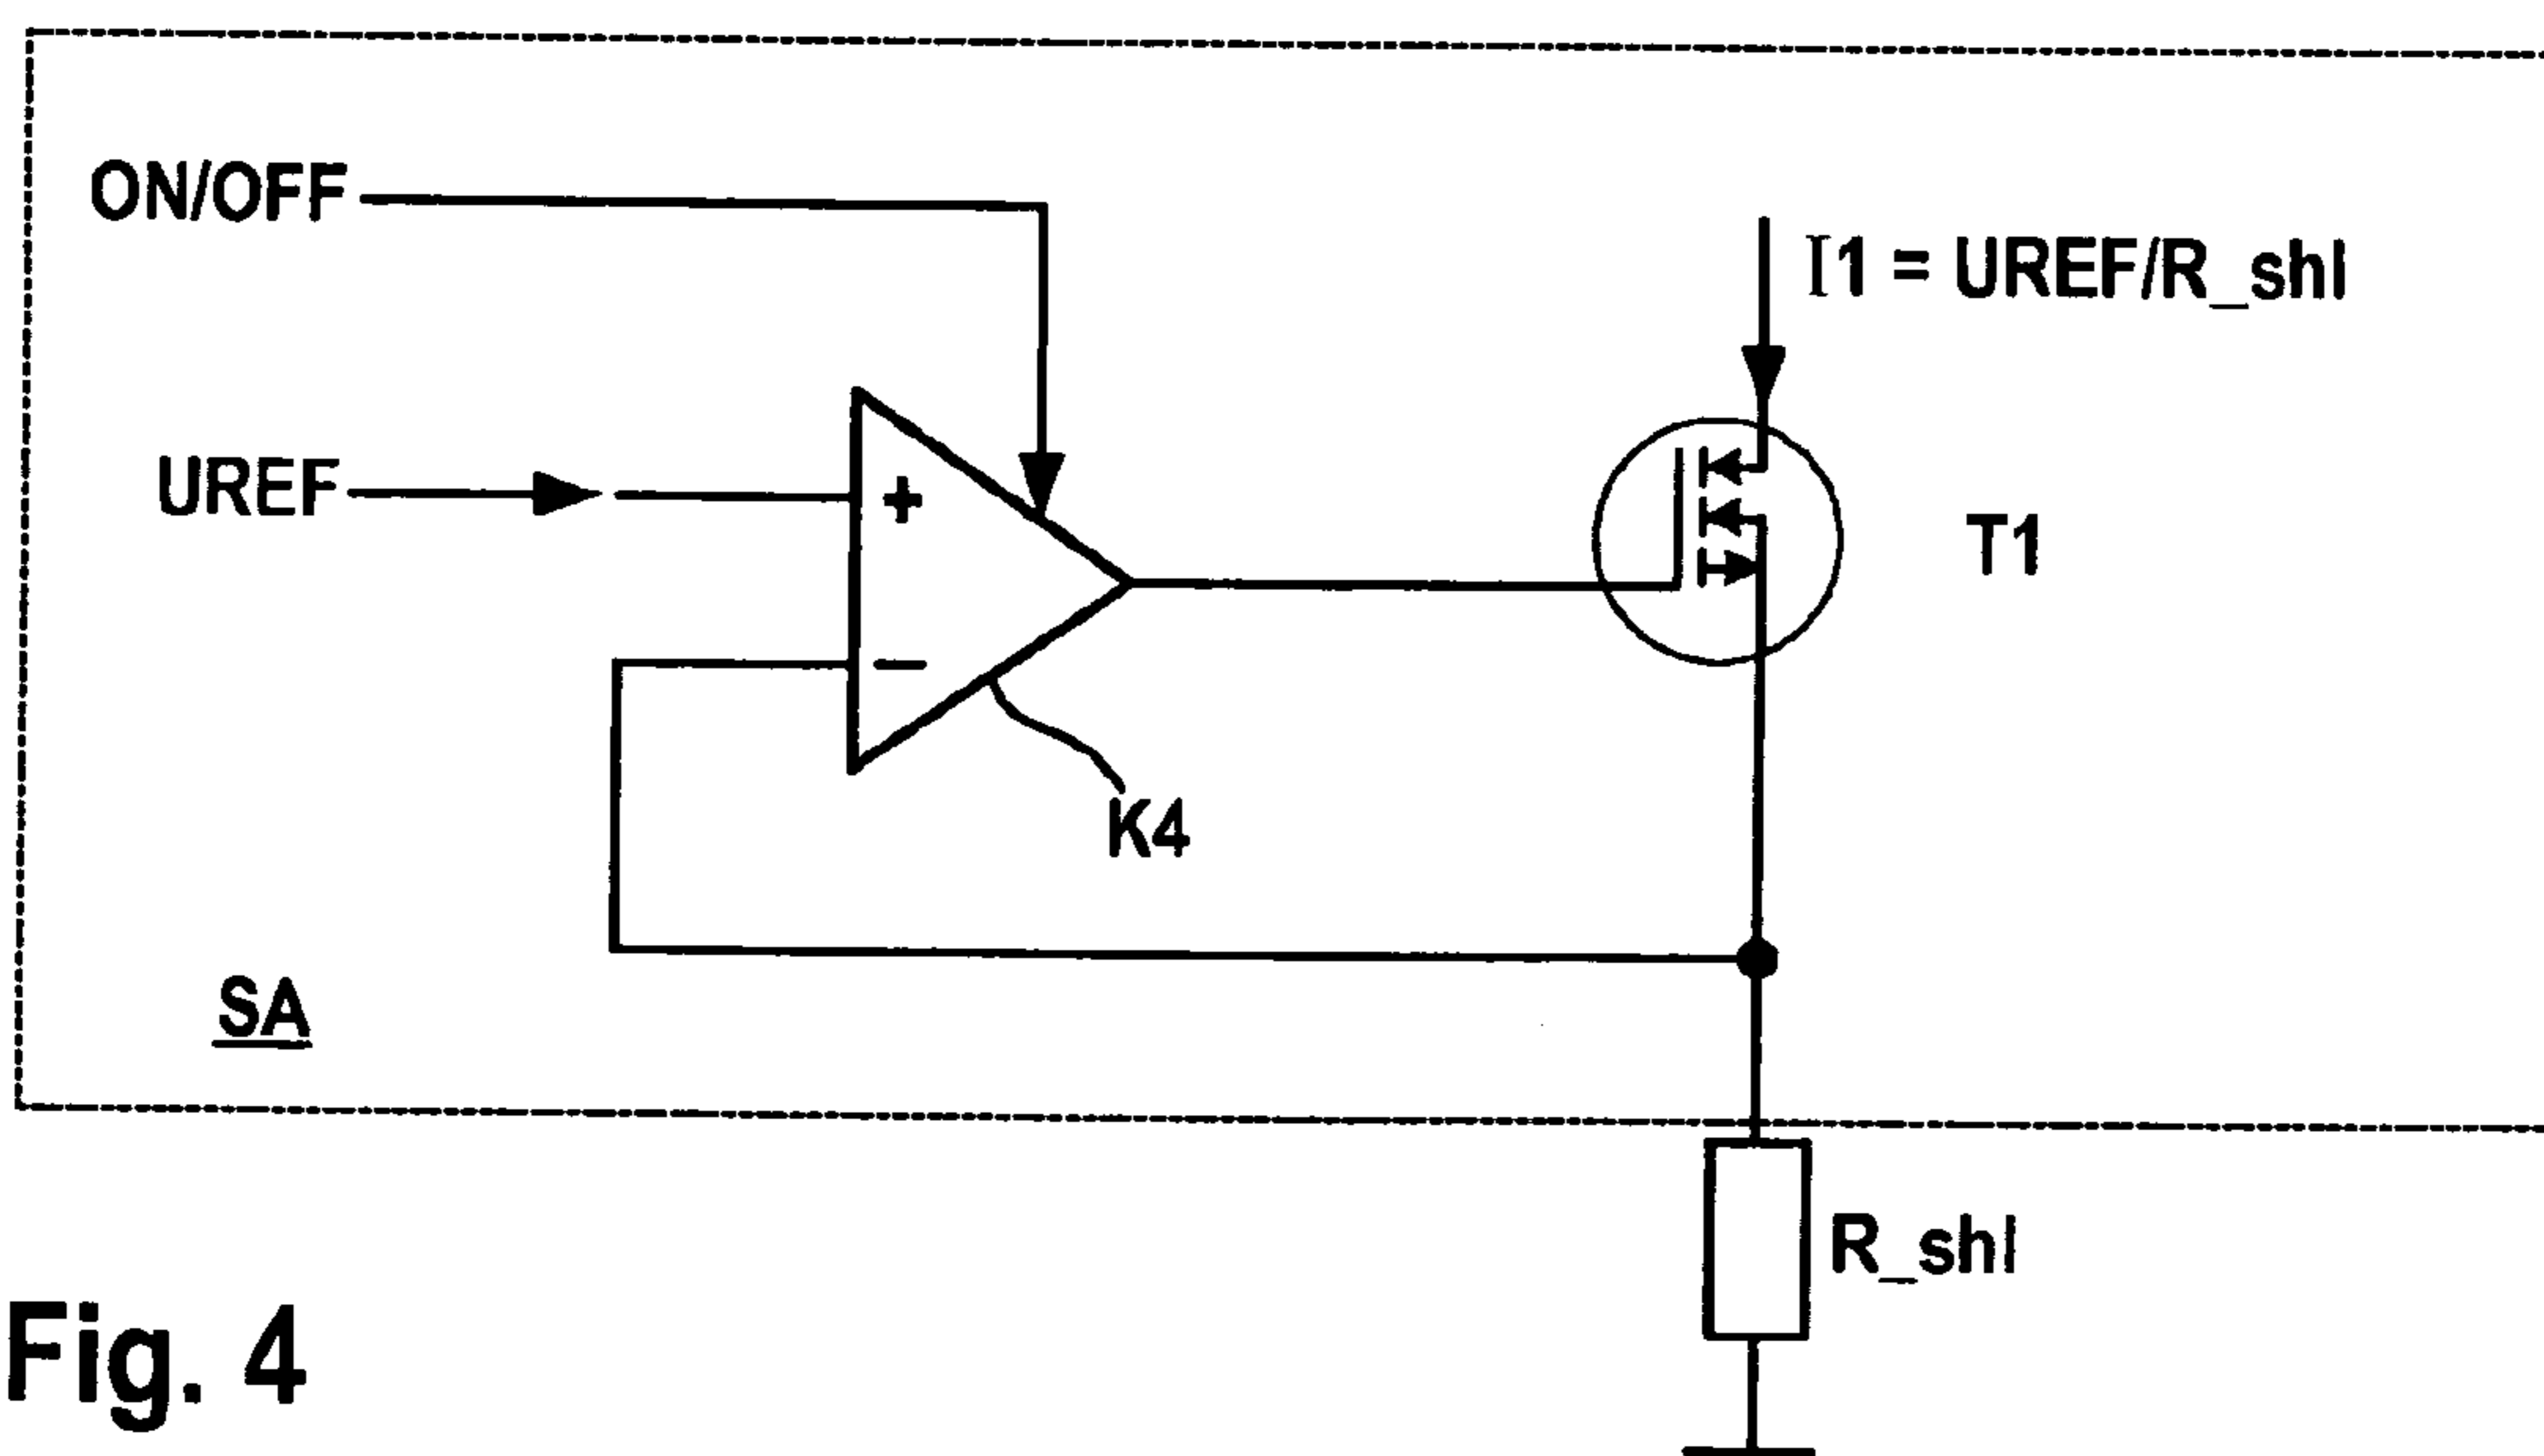 ON/OFF
I1 = UREF/R_shl
UREF
+
T1
−
K4
SA
R_shl
Fig. 4